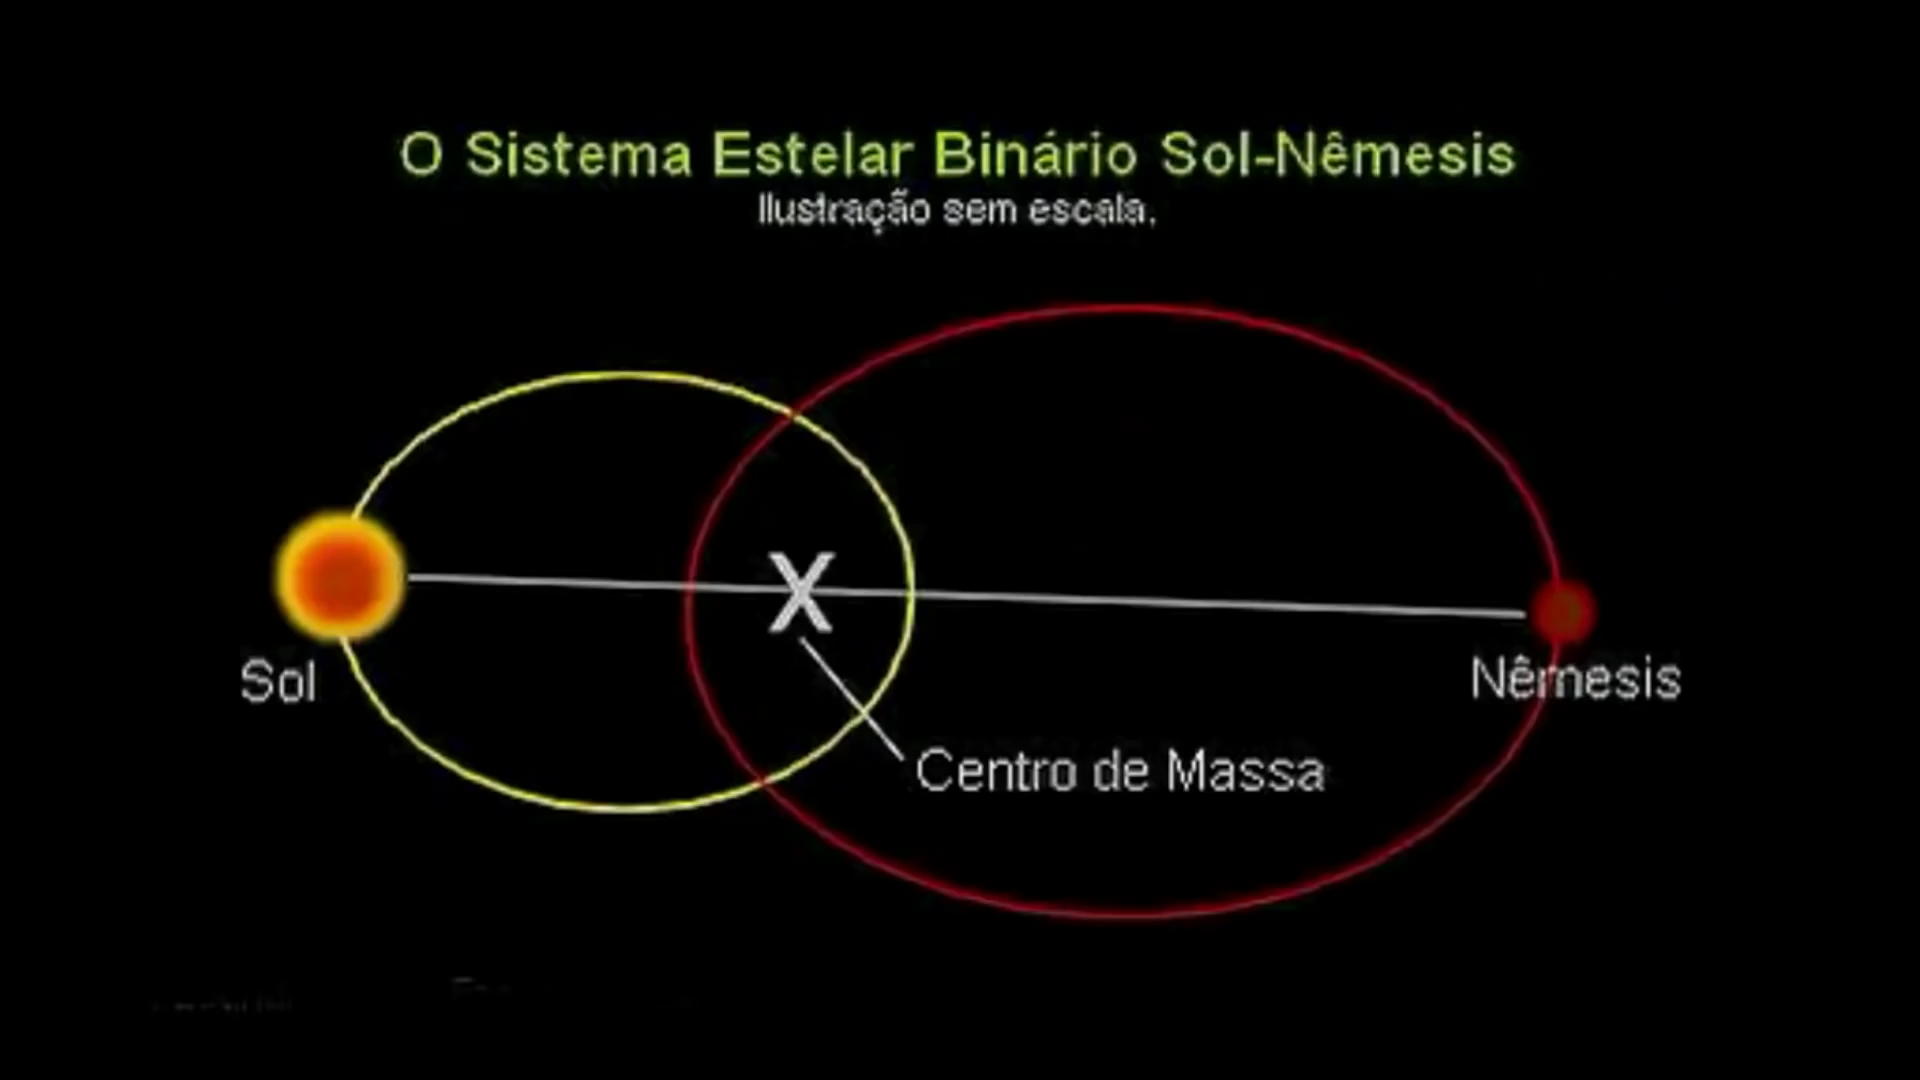 O Sistema Estelar Binário Sol-Nêmesis
Ilustração sem escala.
X
Sol
Nêmesis
Centro de Massa